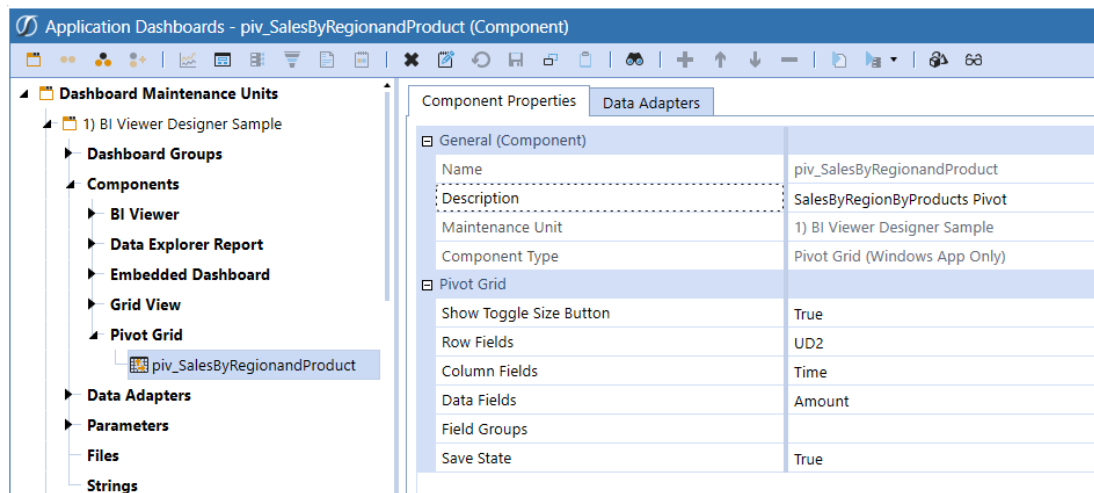 Application Dashboards - piv_SalesByRegionandProduct (Component)
Dashboard Maintenance Units
1) BI Viewer Designer Sample
Dashboard Groups
Components
BI Viewer
Data Explorer Report
Embedded Dashboard
Grid View
Pivot Grid
piv_SalesByRegionandProduct
Data Adapters
Parameters
Files
Strings
Component Properties Data Adapters
General (Component)
Name piv_SalesByRegionandProduct
Description SalesByRegionByProducts Pivot
Maintenance Unit 1) BI Viewer Designer Sample
Component Type Pivot Grid (Windows App Only)
Pivot Grid
Show Toggle Size Button True
Row Fields UD2
Column Fields Time
Data Fields Amount
Field Groups
Save State True